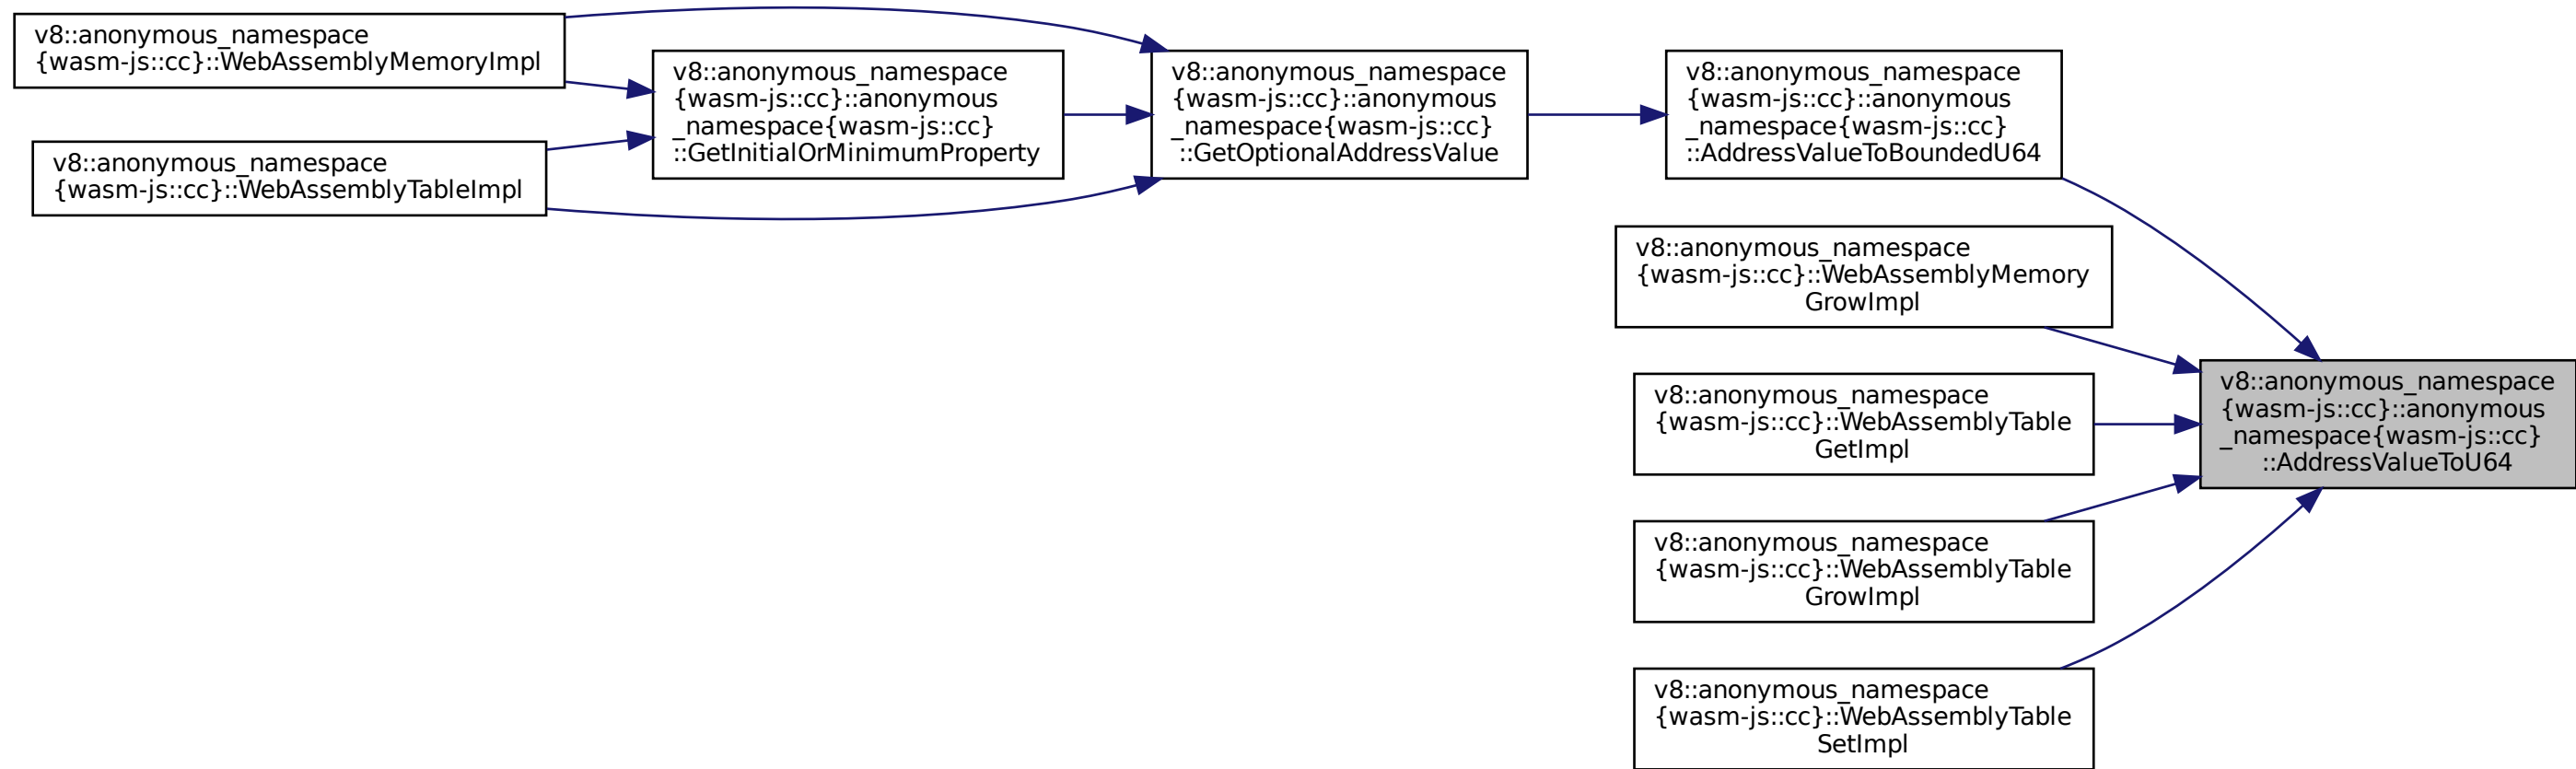 v8::anonymous_namespace
{wasm-js::cc}::WebAssemblyMemoryImpl
v8::anonymous_namespace
{wasm-js::cc}::WebAssemblyTableImpl
v8::anonymous_namespace
{wasm-js::cc}::anonymous
_namespace{wasm-js::cc}
::GetInitialOrMinimumProperty
v8::anonymous_namespace
{wasm-js::cc}::anonymous
_namespace{wasm-js::cc}
::GetOptionalAddressValue
v8::anonymous_namespace
{wasm-js::cc}::anonymous
_namespace{wasm-js::cc}
::AddressValueToBoundedU64
v8::anonymous_namespace
{wasm-js::cc}::WebAssemblyMemory
GrowImpl
v8::anonymous_namespace
{wasm-js::cc}::WebAssemblyTable
GetImpl
v8::anonymous_namespace
{wasm-js::cc}::WebAssemblyTable
GrowImpl
v8::anonymous_namespace
{wasm-js::cc}::WebAssemblyTable
SetImpl
v8::anonymous_namespace
{wasm-js::cc}::anonymous
_namespace{wasm-js::cc}
::AddressValueToU64